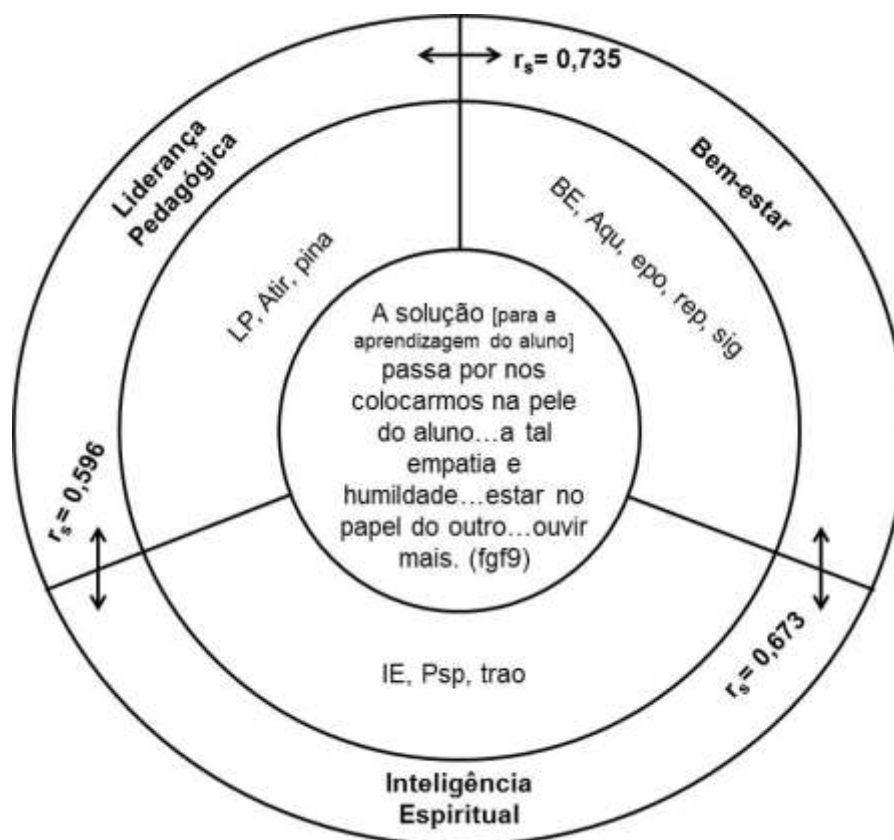 r_s= 0,735
Liderança
Pedagógica
Bem-estar
LP, Atir, pina
BE, Aqu, epo, rep, sig
A solução [para a
aprendizagem do aluno]
passa por nos
colocarmos na pele
do aluno...a tal
empatia e
humildade...estar no
papel do outro...ouvir
mais. (fgf9)
r_s= 0,596
r_s= 0,673
IE, Psp, trao
Inteligência
Espiritual